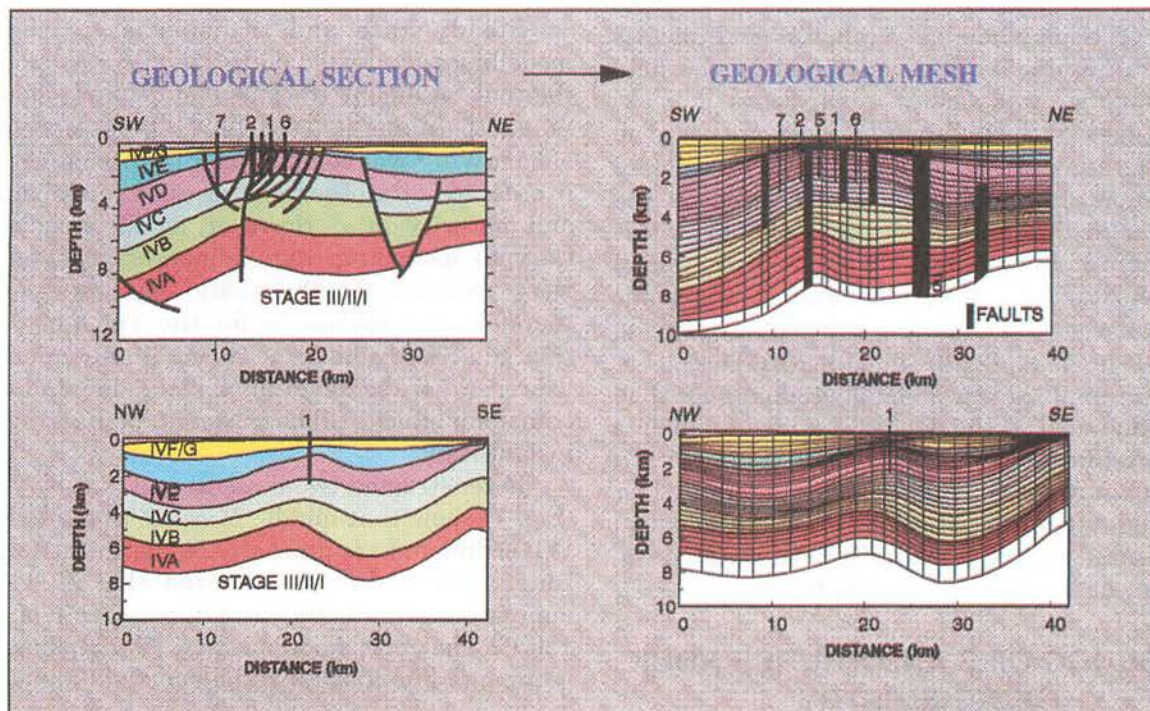 GEOLOGICAL SECTION
GEOLOGICAL MESH
SW 7 2 1 6 NE
0
4
8
12
DEPTH (km)
IVF/G
IVE
IVD
IVC
IVB
IVA
STAGE III/II/I
0 10 20 30
DISTANCE (km)
SW 7 2 5 1 6 NE
0
2
4
6
8
10
DEPTH (km)
FAULTS
0 10 20 30 40
DISTANCE (km)
NW 1 SE
0
2
4
6
8
10
DEPTH (km)
IVF/G
IVC
IVB
IVA
STAGE III/II/I
0 10 20 30 40
DISTANCE (km)
NW 1 SE
0
2
4
6
8
10
DEPTH (km)
0 10 20 30 40
DISTANCE (km)